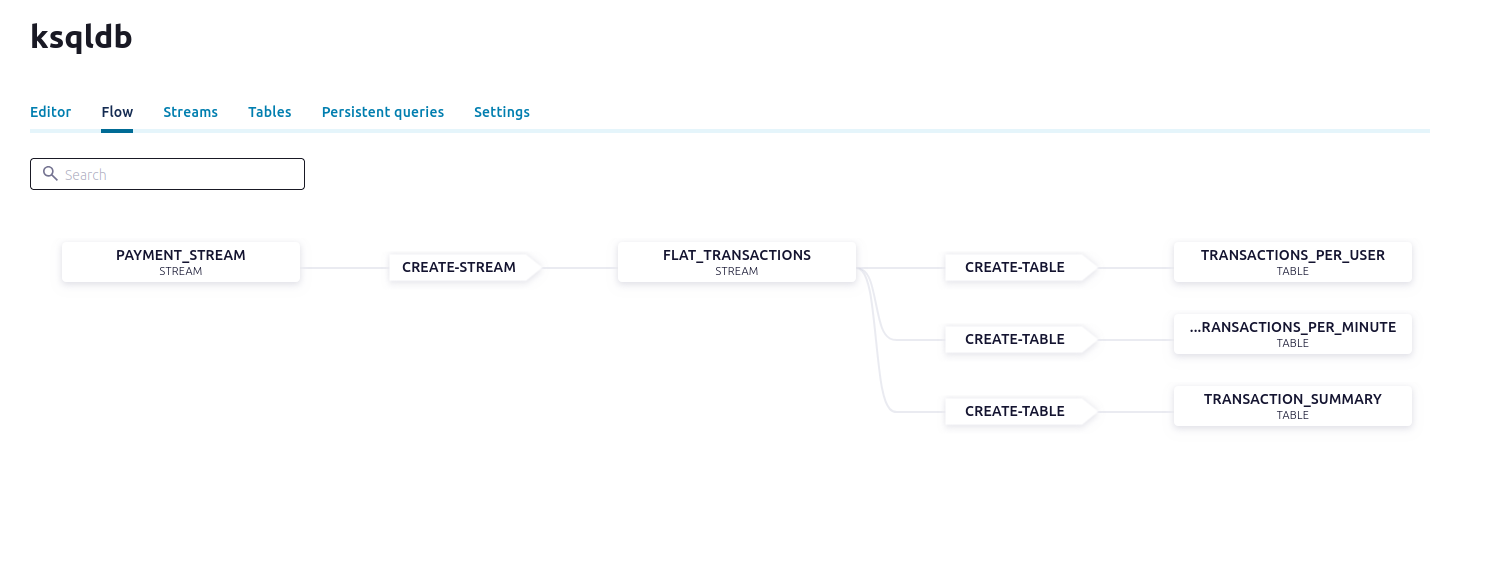 ksqldb
Editor Flow Streams Tables Persistent queries Settings
Search
PAYMENT_STREAM
STREAM
CREATE-STREAM
FLAT_TRANSACTIONS
STREAM
CREATE-TABLE
TRANSACTIONS_PER_USER
TABLE
CREATE-TABLE
...RANSACTIONS_PER_MINUTE
TABLE
CREATE-TABLE
TRANSACTION_SUMMARY
TABLE